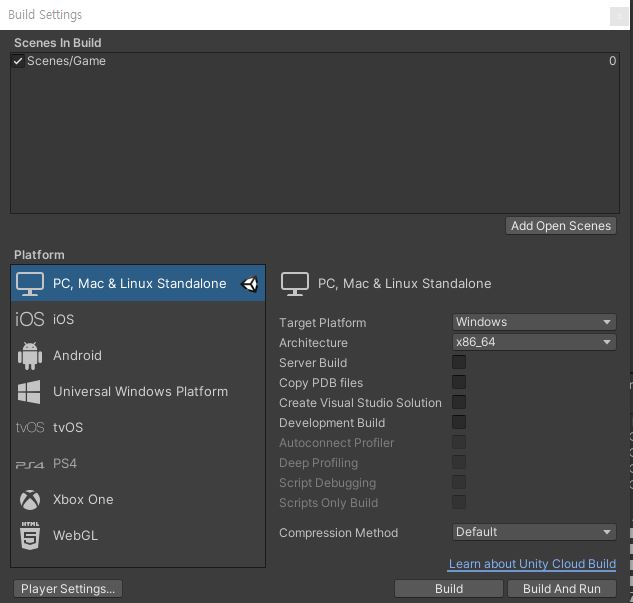 Build Settings
x
Scenes In Build
Scenes/Game 0
Add Open Scenes
Platform
PC, Mac & Linux Standalone
iOS iOS
Android
Universal Windows Platform
tvOS tvOS
PS4 PS4
Xbox One
HTML 5 WebGL
PC, Mac & Linux Standalone
Target Platform Windows
Architecture x86_64
Server Build
Copy PDB files
Create Visual Studio Solution
Development Build
Autoconnect Profiler
Deep Profiling
Script Debugging
Scripts Only Build
Compression Method Default
Learn about Unity Cloud Build
Player Settings... Build Build And Run